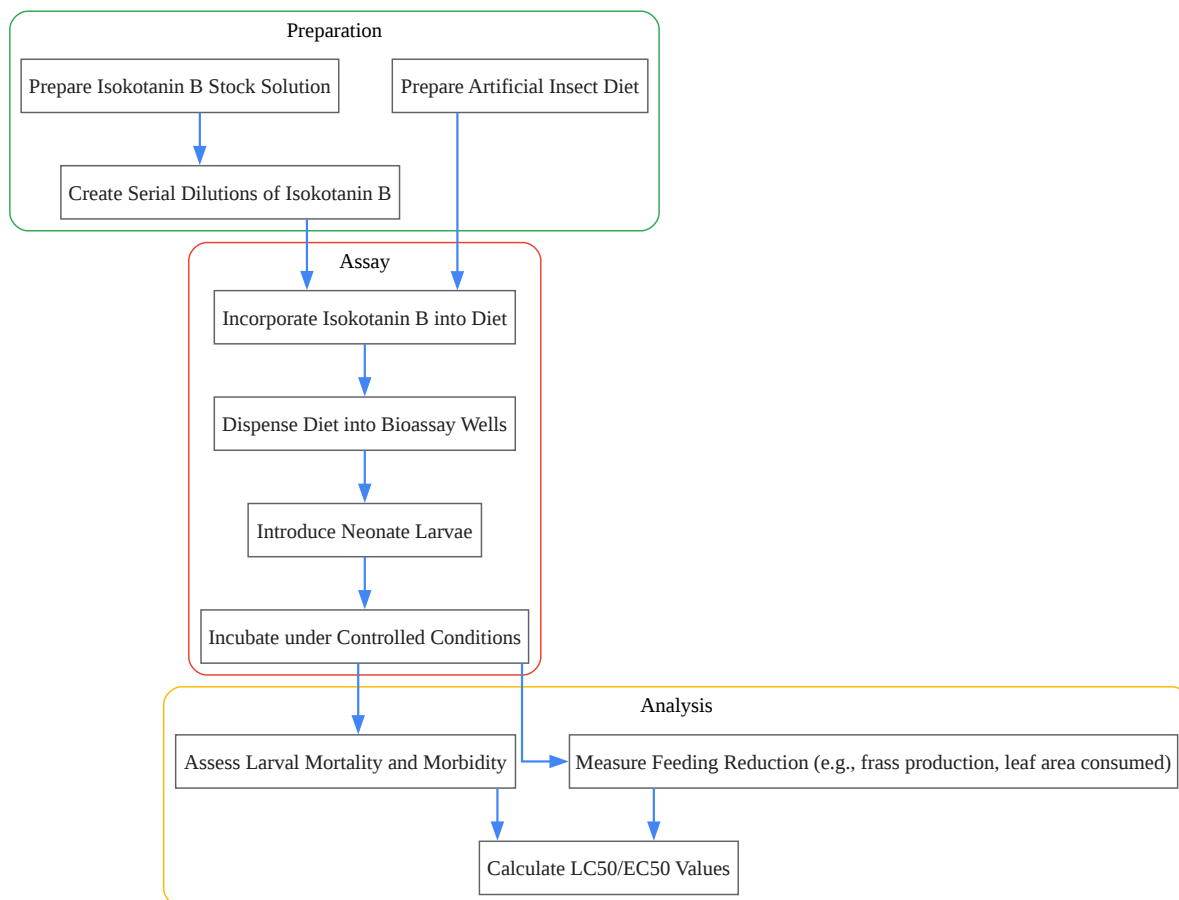 Preparation
Prepare Isokotanin B Stock Solution
Prepare Artificial Insect Diet
Create Serial Dilutions of Isokotanin B
Assay
Incorporate Isokotanin B into Diet
Dispense Diet into Bioassay Wells
Introduce Neonate Larvae
Incubate under Controlled Conditions
Analysis
Assess Larval Mortality and Morbidity
Measure Feeding Reduction (e.g., frass production, leaf area consumed)
Calculate LC50/EC50 Values